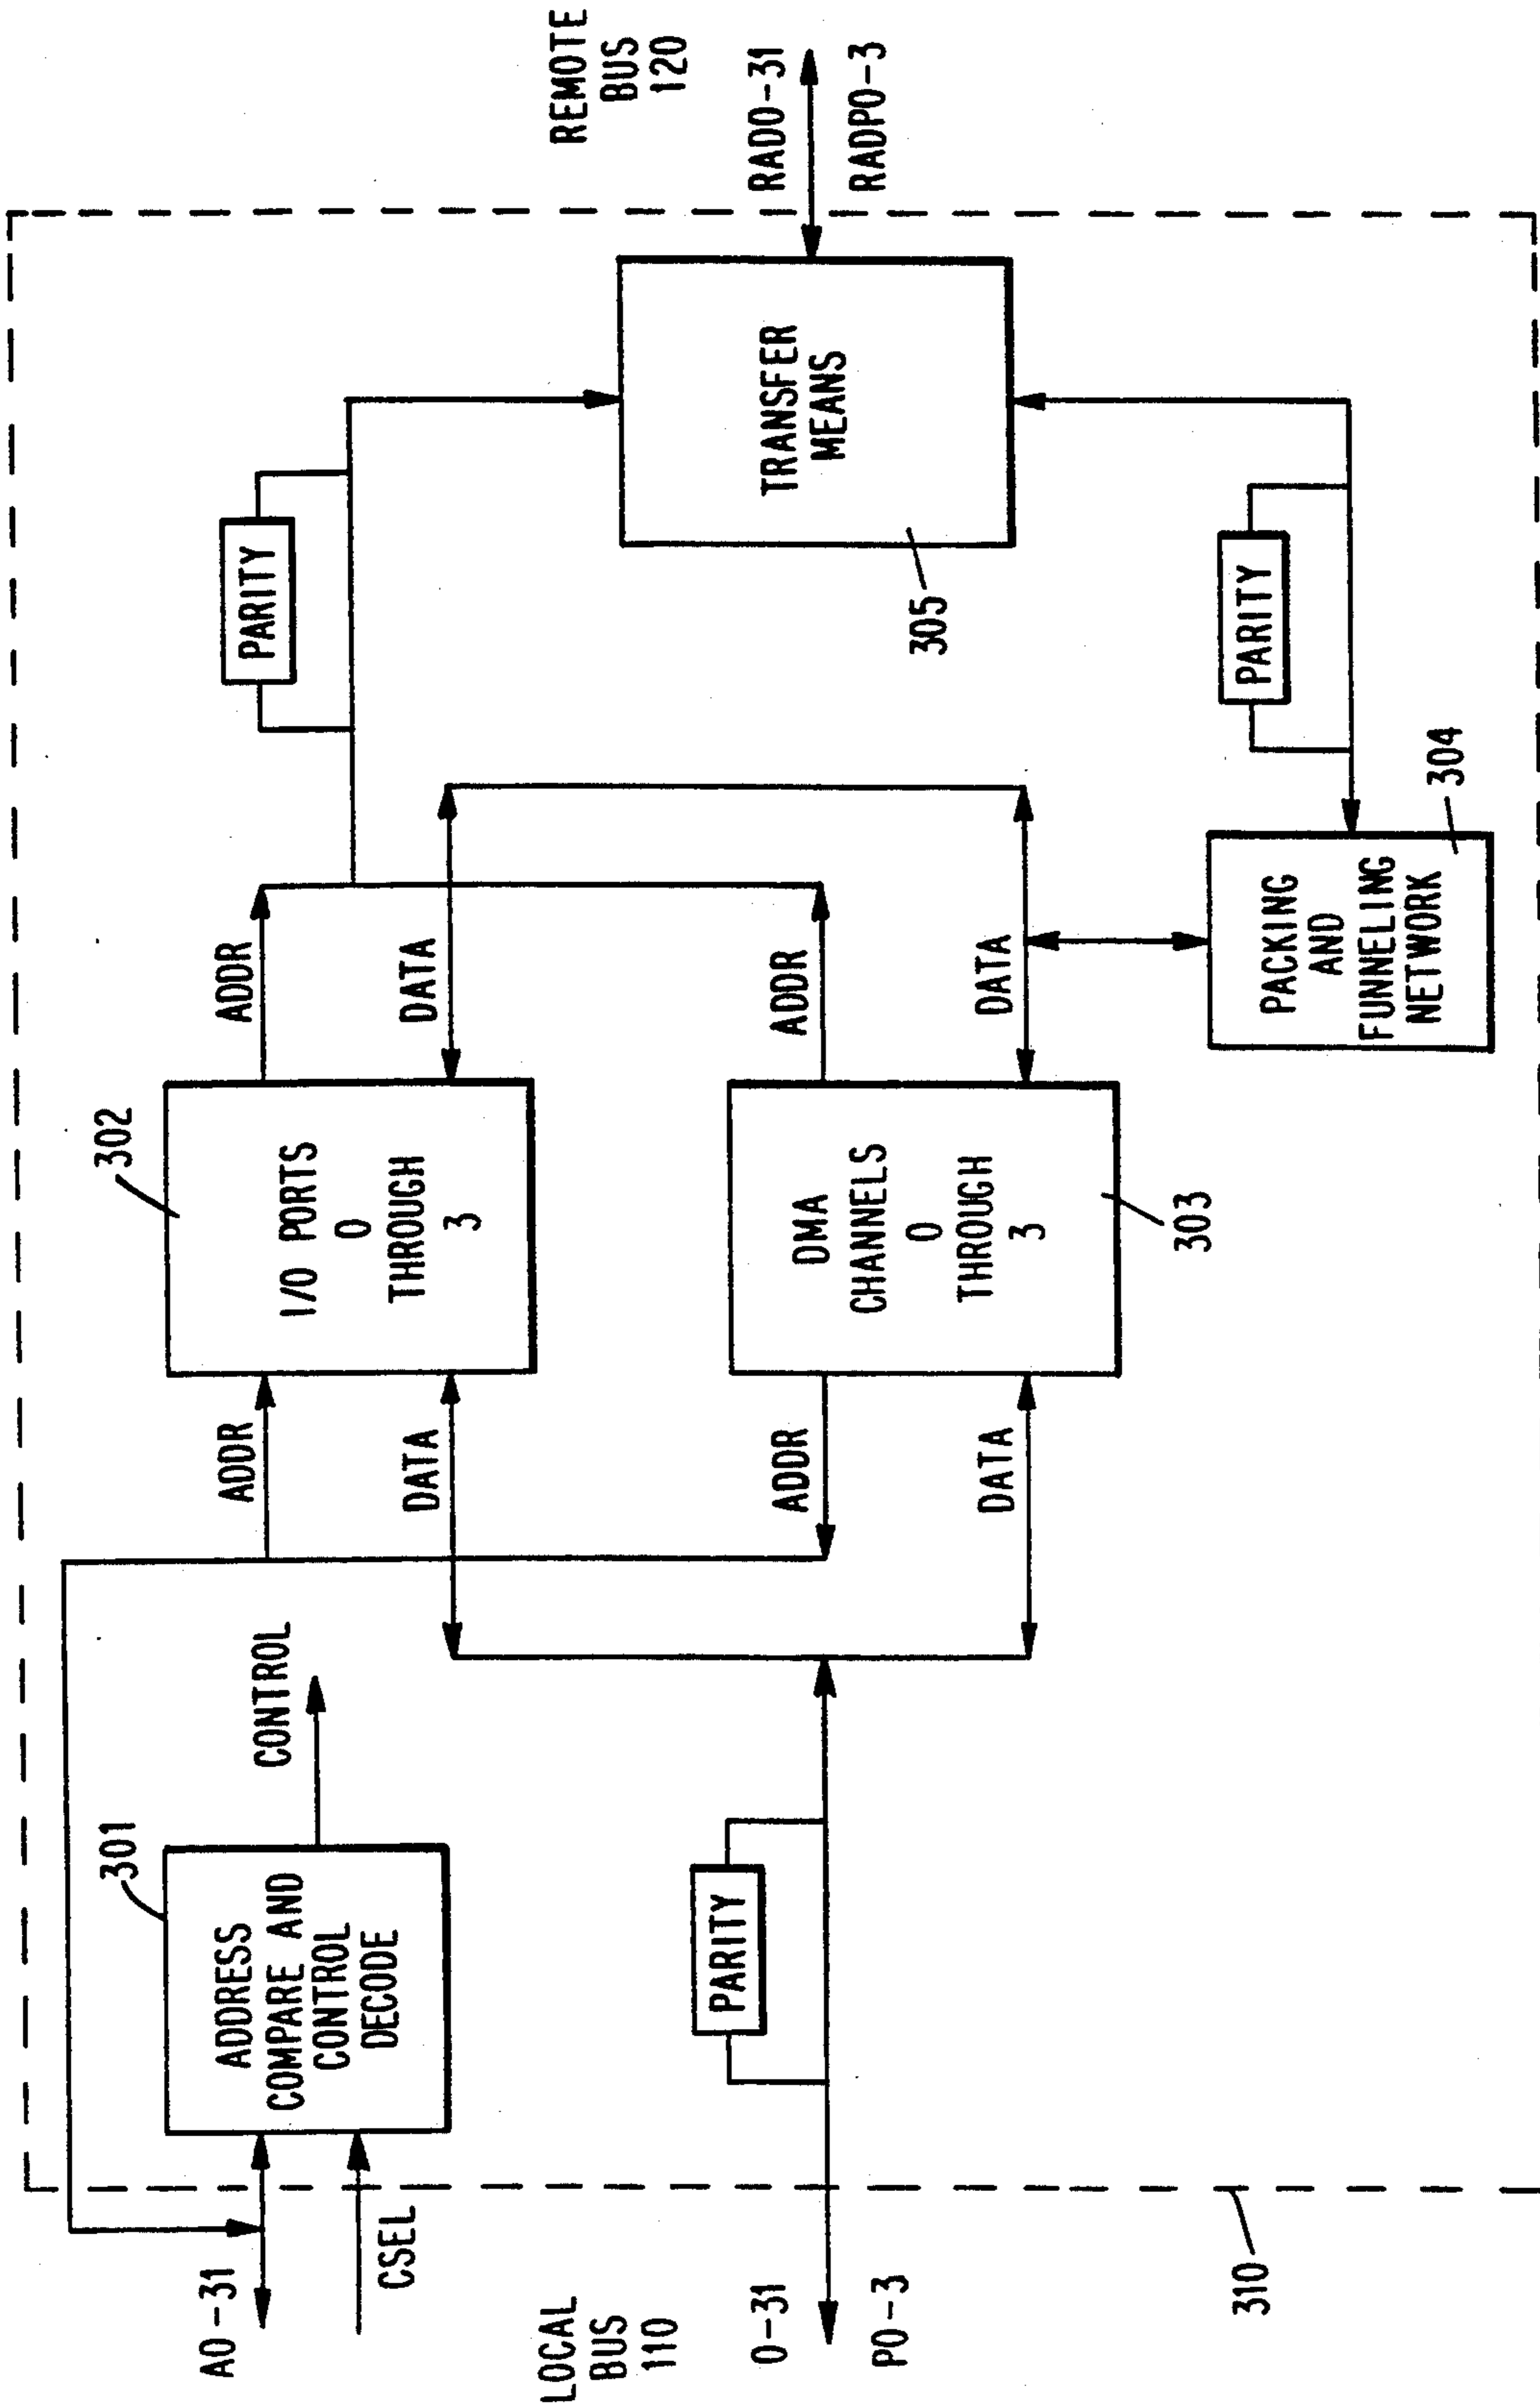 LOCAL
BUS
110
A0-31
CSEL
0-31
P0-3
310
301
ADDRESS
COMPARE AND
CONTROL
DECODE
CONTROL
PARITY
ADDR
DATA
ADDR
DATA
302
I/O PORTS
0
THROUGH
3
DMA
CHANNELS
0
THROUGH
3
303
ADDR
DATA
ADDR
DATA
PACKING
AND
FUNNELING
NETWORK
304
PARITY
PARITY
TRANSFER
MEANS
305
REMOTE
BUS
120
RAD0-31
RADP0-3